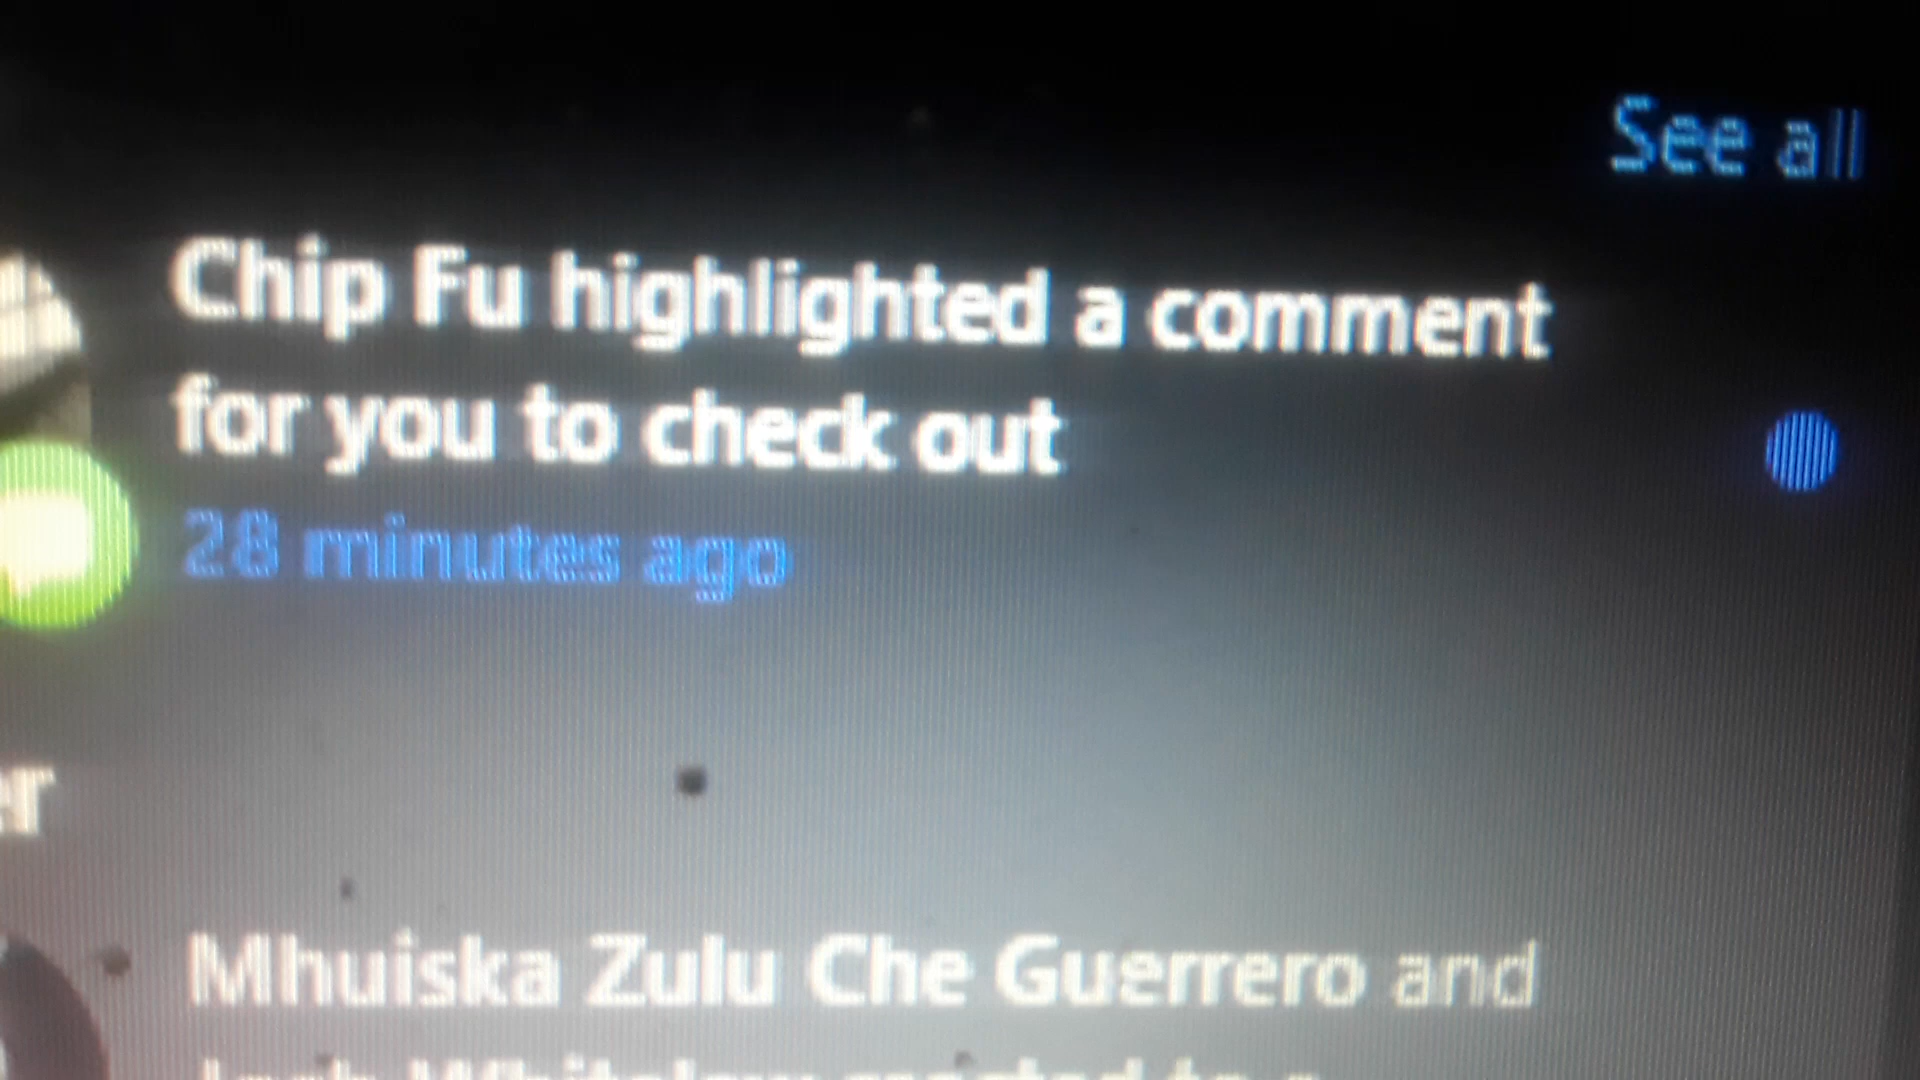 See all
Chip Fu highlighted a comment
for you to check out
28 minutes ago
er
Mhuiska Zulu Che Guerrero and